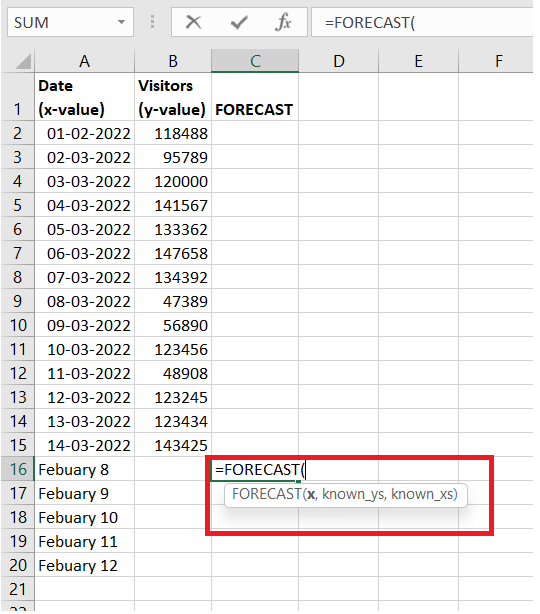 SUM =FORECAST(
A B C D E F
Date Visitors
1 (x-value) (y-value) FORECAST
2 01-02-2022 118488
3 02-03-2022 95789
4 03-03-2022 120000
5 04-03-2022 141567
6 05-03-2022 133362
7 06-03-2022 147658
8 07-03-2022 134392
9 08-03-2022 47389
10 09-03-2022 56890
11 10-03-2022 123456
12 11-03-2022 48908
13 12-03-2022 123245
14 13-03-2022 123434
15 14-03-2022 143425
16 Febuary 8 =FORECAST(
17 Febuary 9 FORECAST(x, known_ys, known_xs)
18 Febuary 10
19 Febuary 11
20 Febuary 12
21